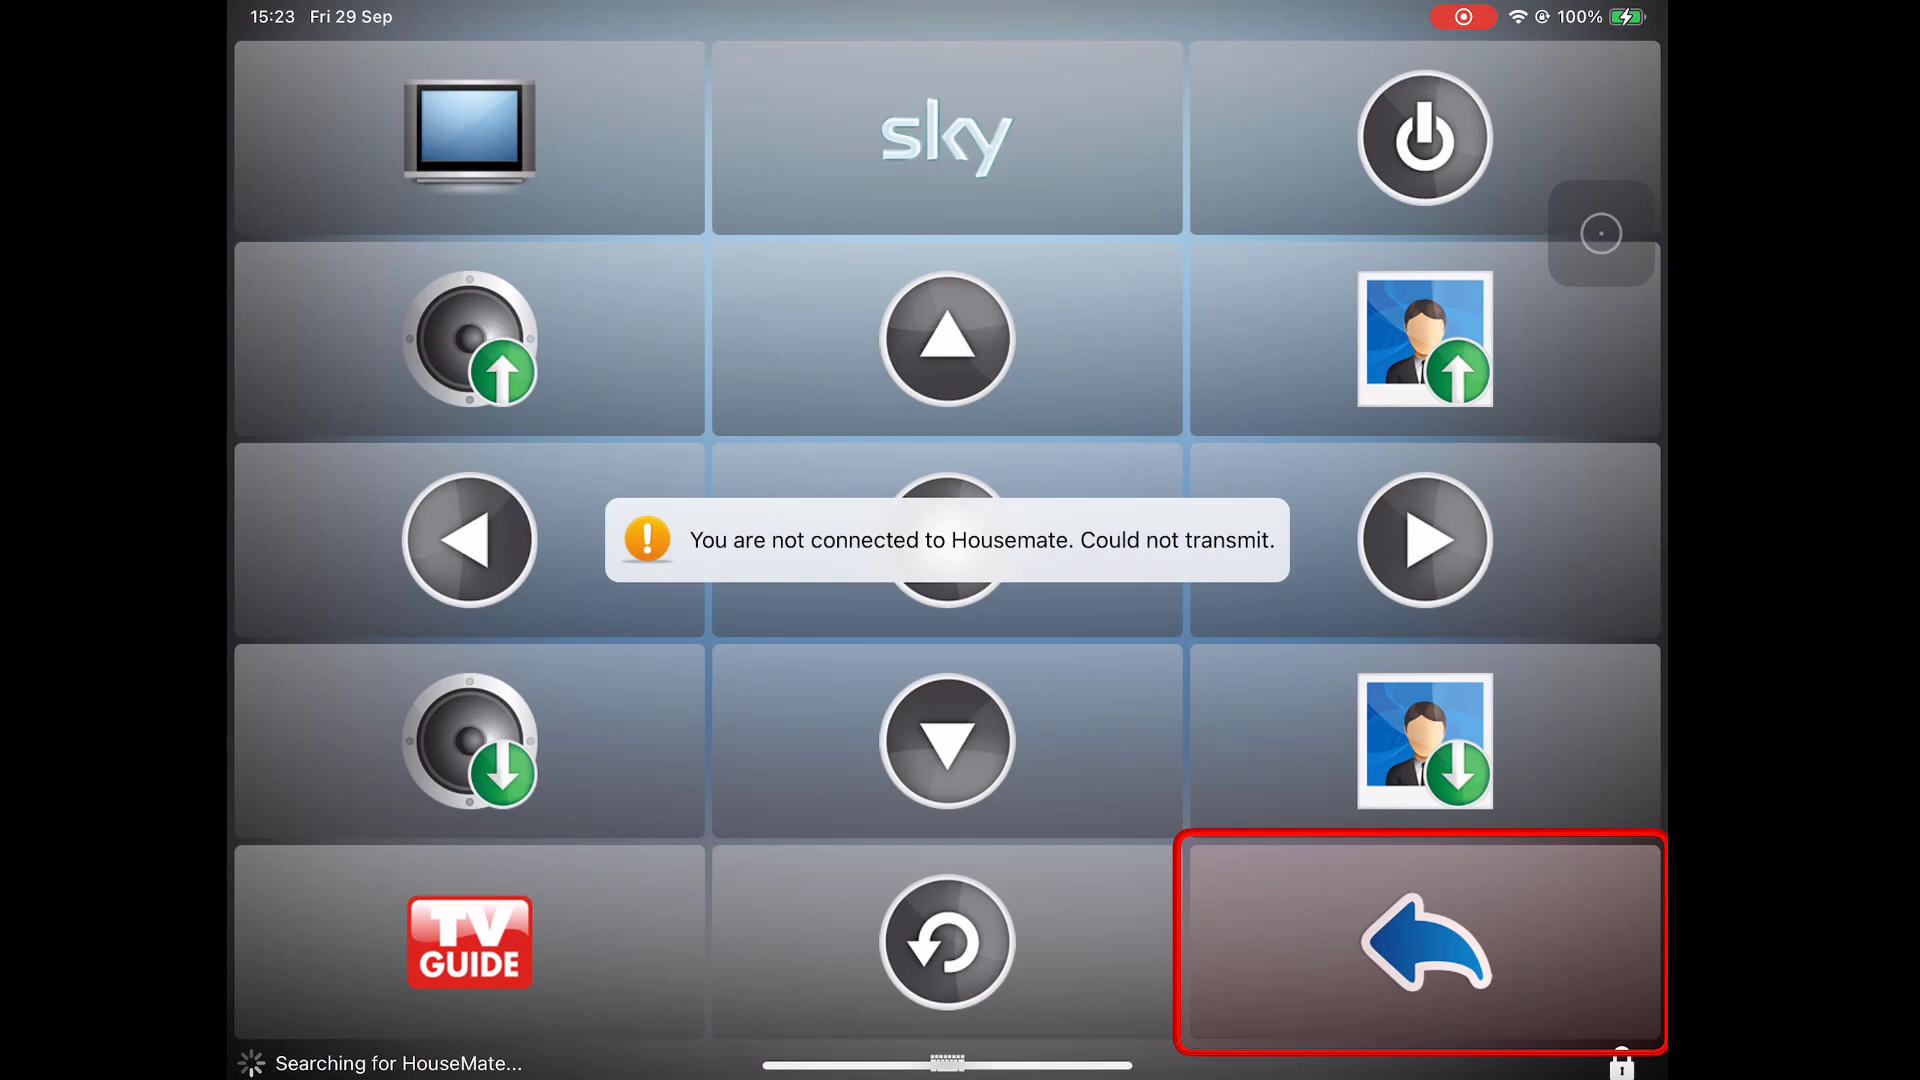 15:23 Fri 29 Sep
100%
sky
You are not connected to Housemate. Could not transmit.
TV
GUIDE
Searching for HouseMate...